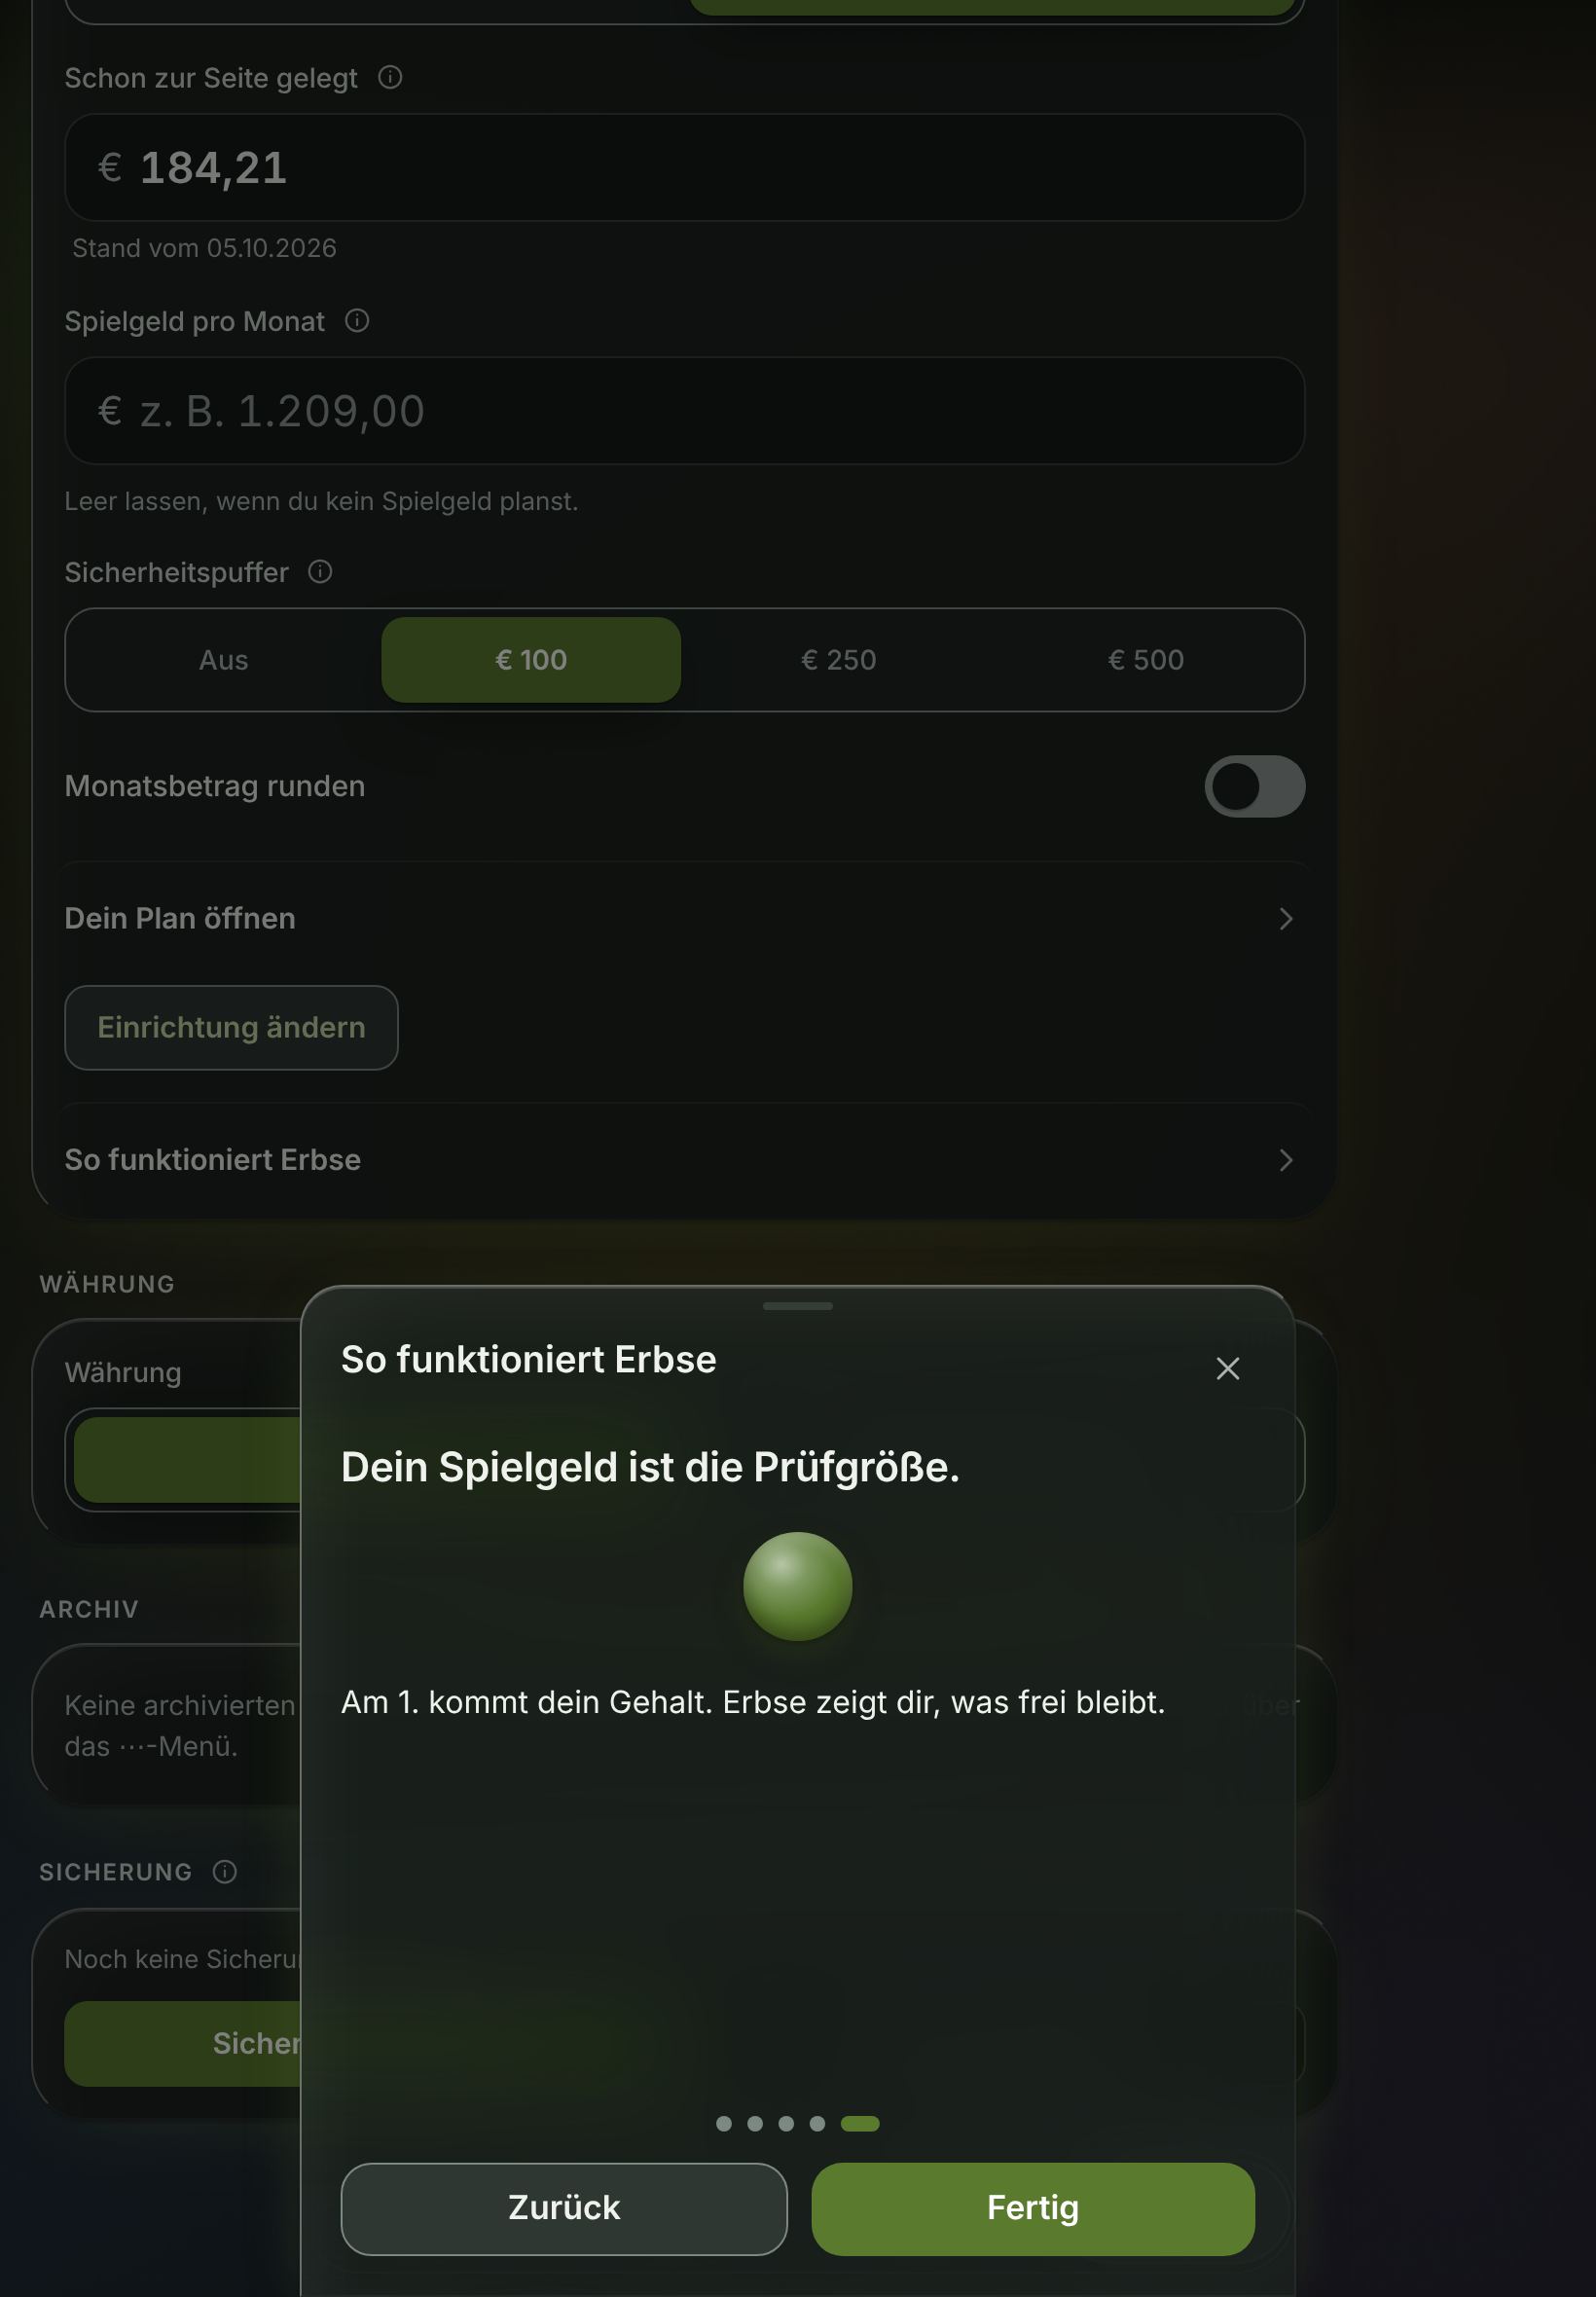 Schon zur Seite gelegt
€ 184,21
Stand vom 05.10.2026
Spielgeld pro Monat
€ z. B. 1.209,00
Leer lassen, wenn du kein Spielgeld planst.
Sicherheitspuffer
Aus € 100 € 250 € 500
Monatsbetrag runden
Dein Plan öffnen
Einrichtung ändern
So funktioniert Erbse
WÄHRUNG
Währung
ARCHIV
Keine archivierten
das ···-Menü.
SICHERUNG
Noch keine
So funktioniert Erbse
Dein Spielgeld ist die Prüfgröße.
Am 1. kommt dein Gehalt. Erbse zeigt dir, was frei bleibt.
Zurück Fertig